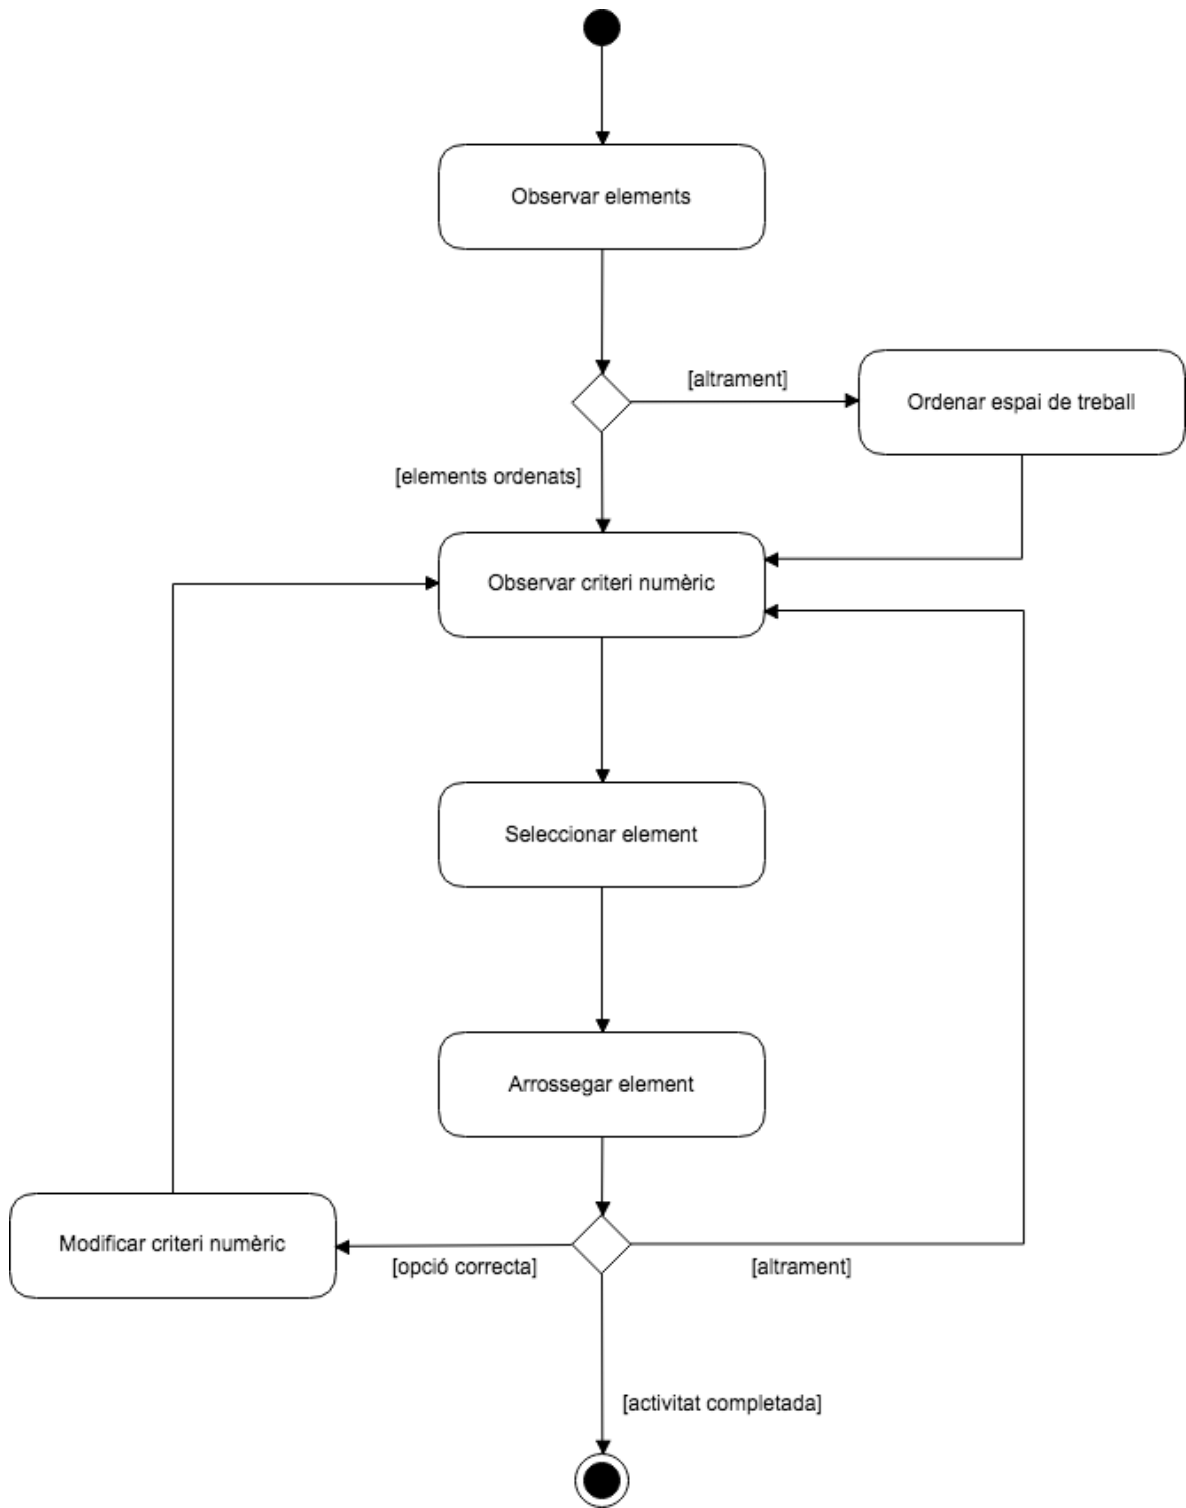 Observar elements
[altrament]
Ordenar espai de treball
[elements ordenats]
Observar criteri numèric
Seleccionar element
Arrossegar element
Modificar criteri numèric
[opció correcta]
[altrament]
[activitat completada]